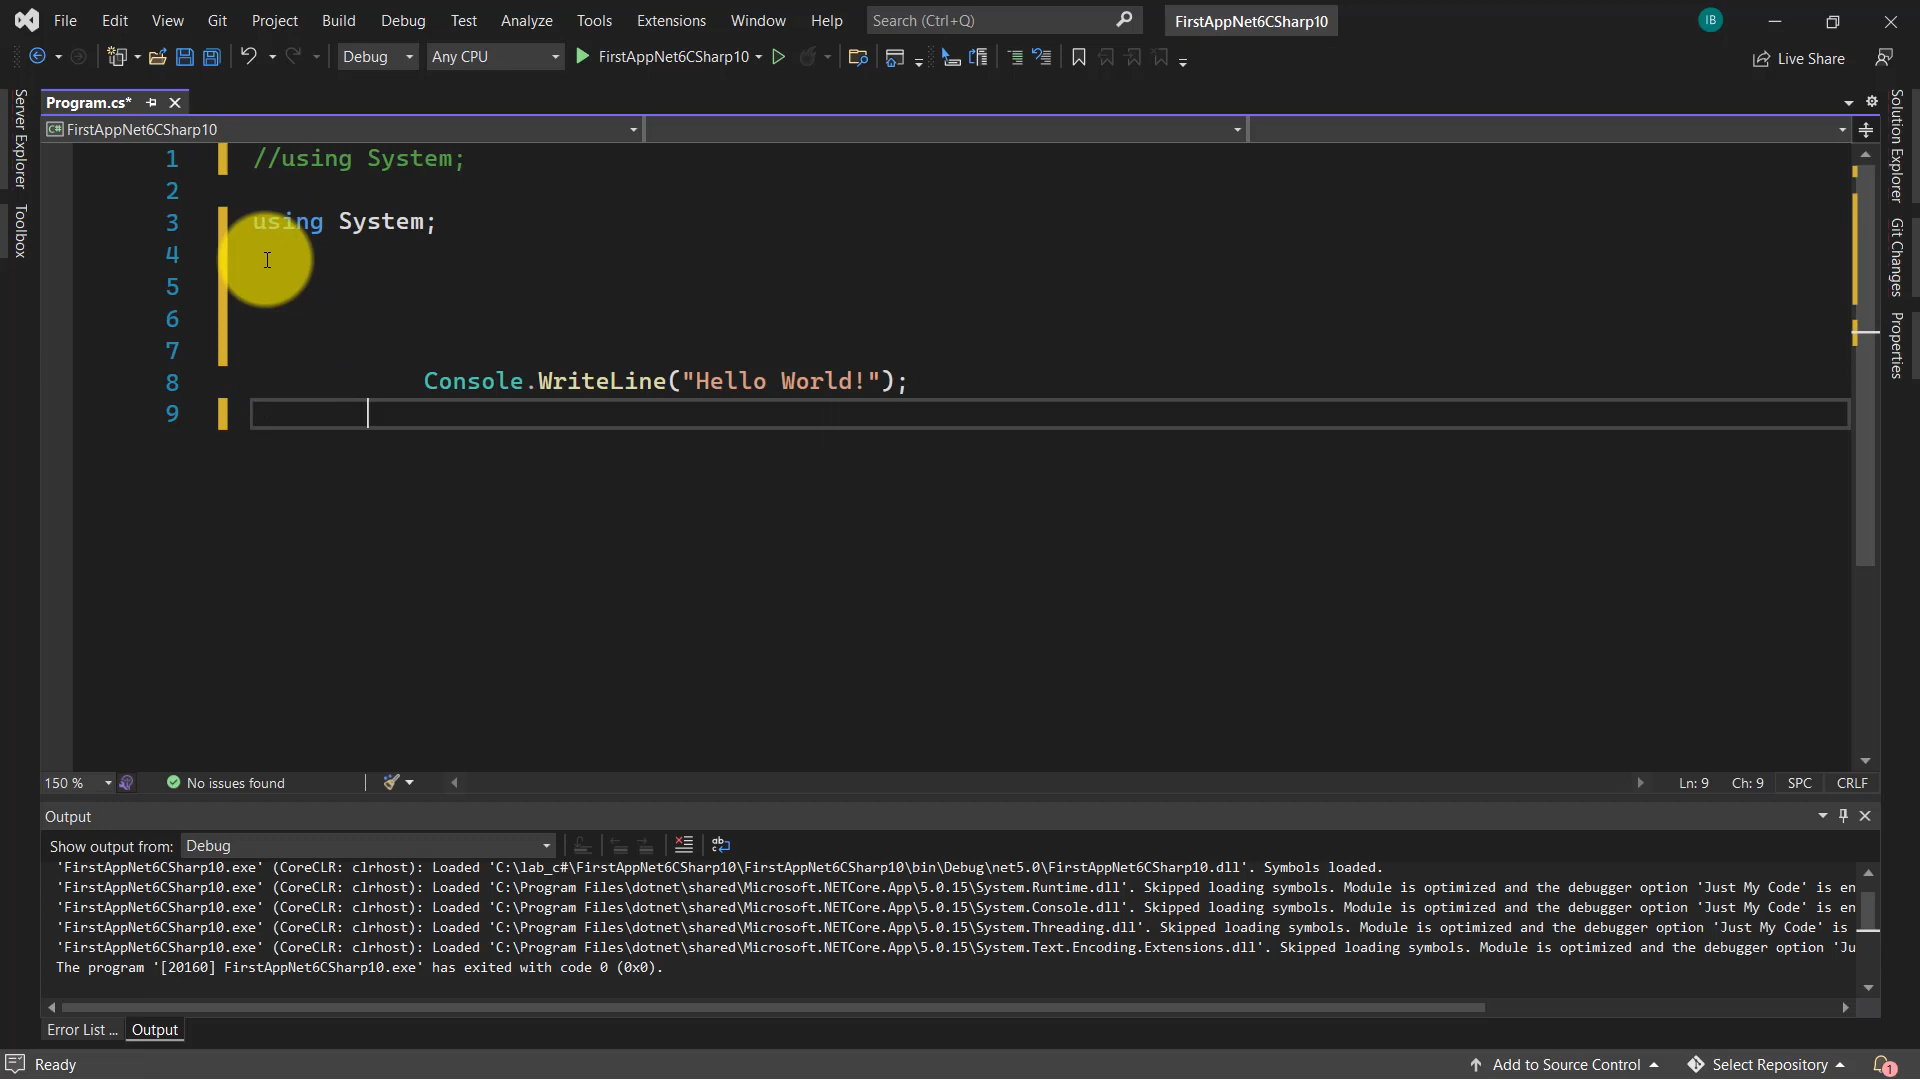 File Edit View Git Project Build Debug Test Analyze Tools Extensions Window Help Search (Ctrl+Q) FirstAppNet6CSharp10 IB
Debug Any CPU FirstAppNet6CSharp10 Live Share
Server Explorer
Toolbox
Program.cs*
C# FirstAppNet6CSharp10
1 //using System;
2
3 using System;
4
5
6
7
8 Console.WriteLine("Hello World!");
9
Solution Explorer
Git Changes
Properties
150 % No issues found Ln: 9 Ch: 9 SPC CRLF
Output
Show output from: Debug
'FirstAppNet6CSharp10.exe' (CoreCLR: clrhost): Loaded 'C:\lab_c#\FirstAppNet6CSharp10\FirstAppNet6CSharp10\bin\Debug\net5.0\FirstAppNet6CSharp10.dll'. Symbols loaded.
'FirstAppNet6CSharp10.exe' (CoreCLR: clrhost): Loaded 'C:\Program Files\dotnet\shared\Microsoft.NETCore.App\5.0.15\System.Runtime.dll'. Skipped loading symbols. Module is optimized and the debugger option 'Just My Code' is en
'FirstAppNet6CSharp10.exe' (CoreCLR: clrhost): Loaded 'C:\Program Files\dotnet\shared\Microsoft.NETCore.App\5.0.15\System.Console.dll'. Skipped loading symbols. Module is optimized and the debugger option 'Just My Code' is en
'FirstAppNet6CSharp10.exe' (CoreCLR: clrhost): Loaded 'C:\Program Files\dotnet\shared\Microsoft.NETCore.App\5.0.15\System.Threading.dll'. Skipped loading symbols. Module is optimized and the debugger option 'Just My Code' is
'FirstAppNet6CSharp10.exe' (CoreCLR: clrhost): Loaded 'C:\Program Files\dotnet\shared\Microsoft.NETCore.App\5.0.15\System.Text.Encoding.Extensions.dll'. Skipped loading symbols. Module is optimized and the debugger option 'Ju
The program '[20160] FirstAppNet6CSharp10.exe' has exited with code 0 (0x0).
Error List ... Output
Ready Add to Source Control Select Repository 1